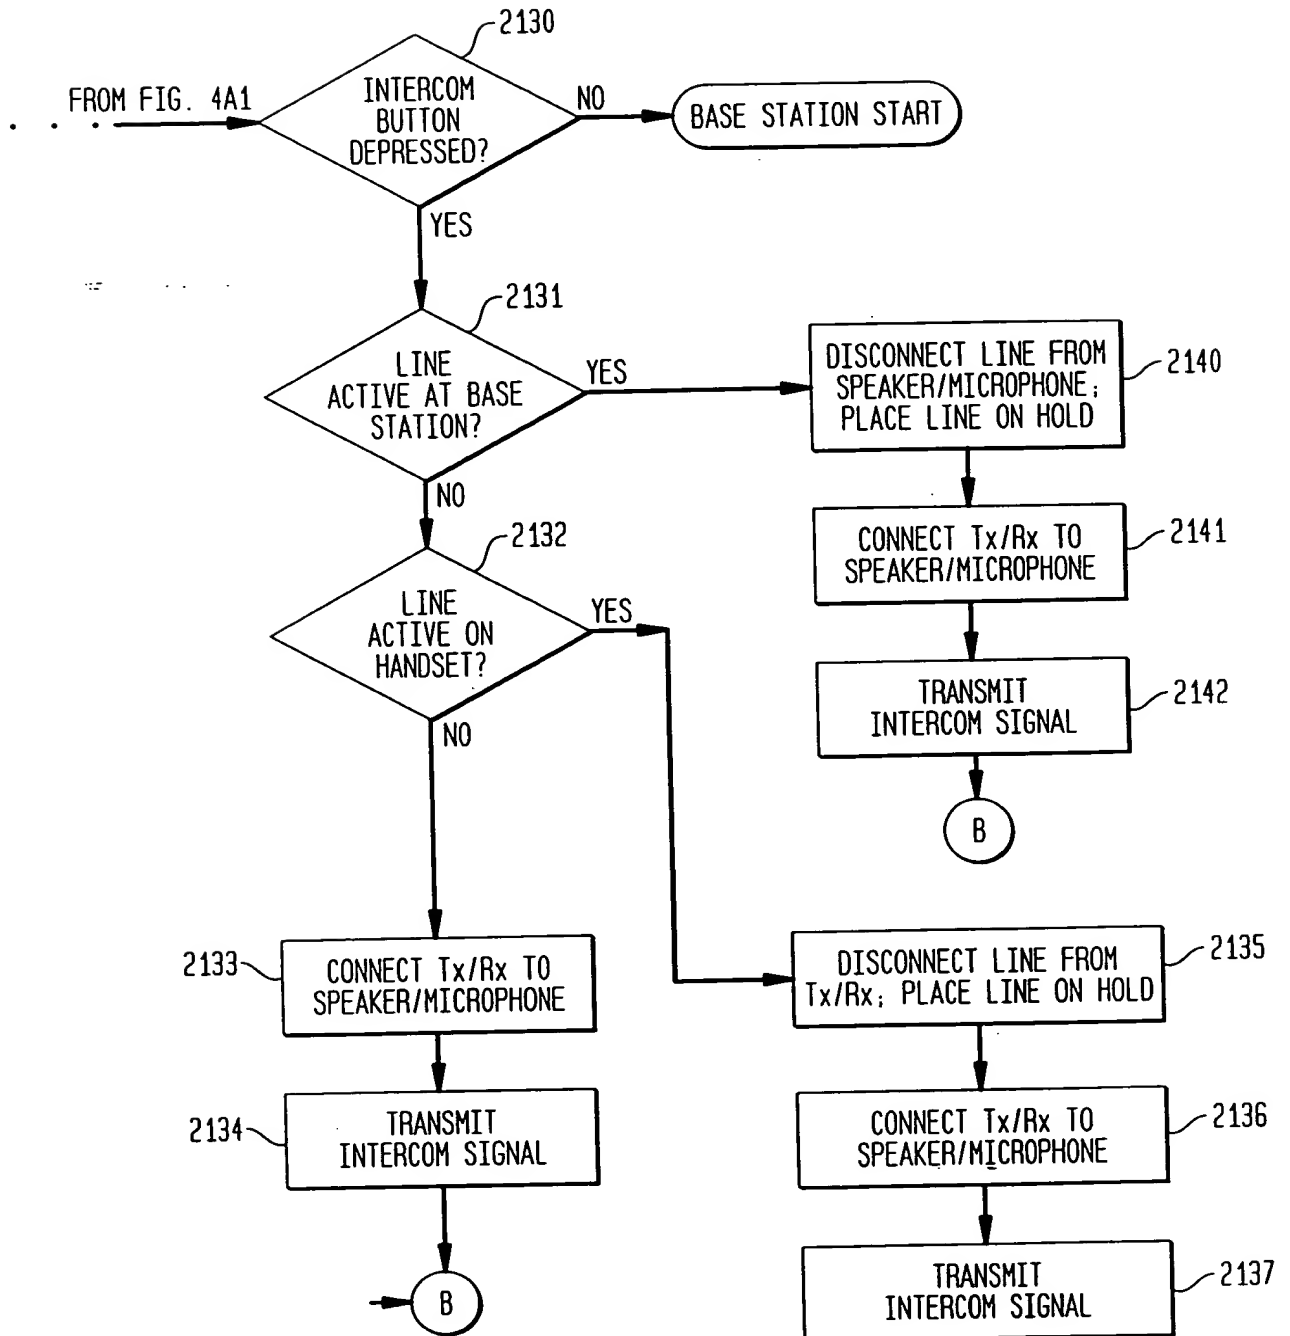 2130
FROM FIG. 4A1
INTERCOM
BUTTON
DEPRESSED?
NO
BASE STATION START
YES
2131
LINE
ACTIVE AT BASE
STATION?
YES
DISCONNECT LINE FROM
SPEAKER/MICROPHONE;
PLACE LINE ON HOLD
2140
NO
2132
CONNECT Tx/Rx TO
SPEAKER/MICROPHONE
2141
LINE
ACTIVE ON
HANDSET?
YES
TRANSMIT
INTERCOM SIGNAL
2142
NO
B
2133
CONNECT Tx/Rx TO
SPEAKER/MICROPHONE
DISCONNECT LINE FROM
Tx/Rx; PLACE LINE ON HOLD
2135
2134
TRANSMIT
INTERCOM SIGNAL
CONNECT Tx/Rx TO
SPEAKER/MICROPHONE
2136
B
TRANSMIT
INTERCOM SIGNAL
2137